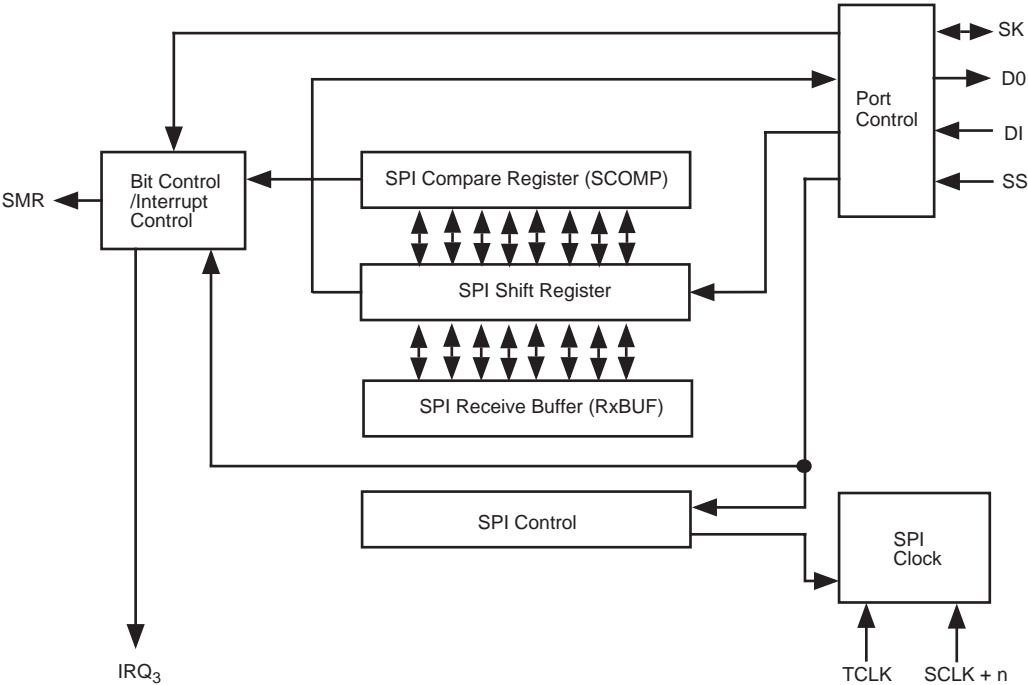 SK
D0
Port
Control
DI
SS
Bit Control
/Interrupt
Control
SMR
SPI Compare Register (SCOMP)
SPI Shift Register
SPI Receive Buffer (RxBUF)
SPI Control
SPI
Clock
IRQ3
TCLK
SCLK + n